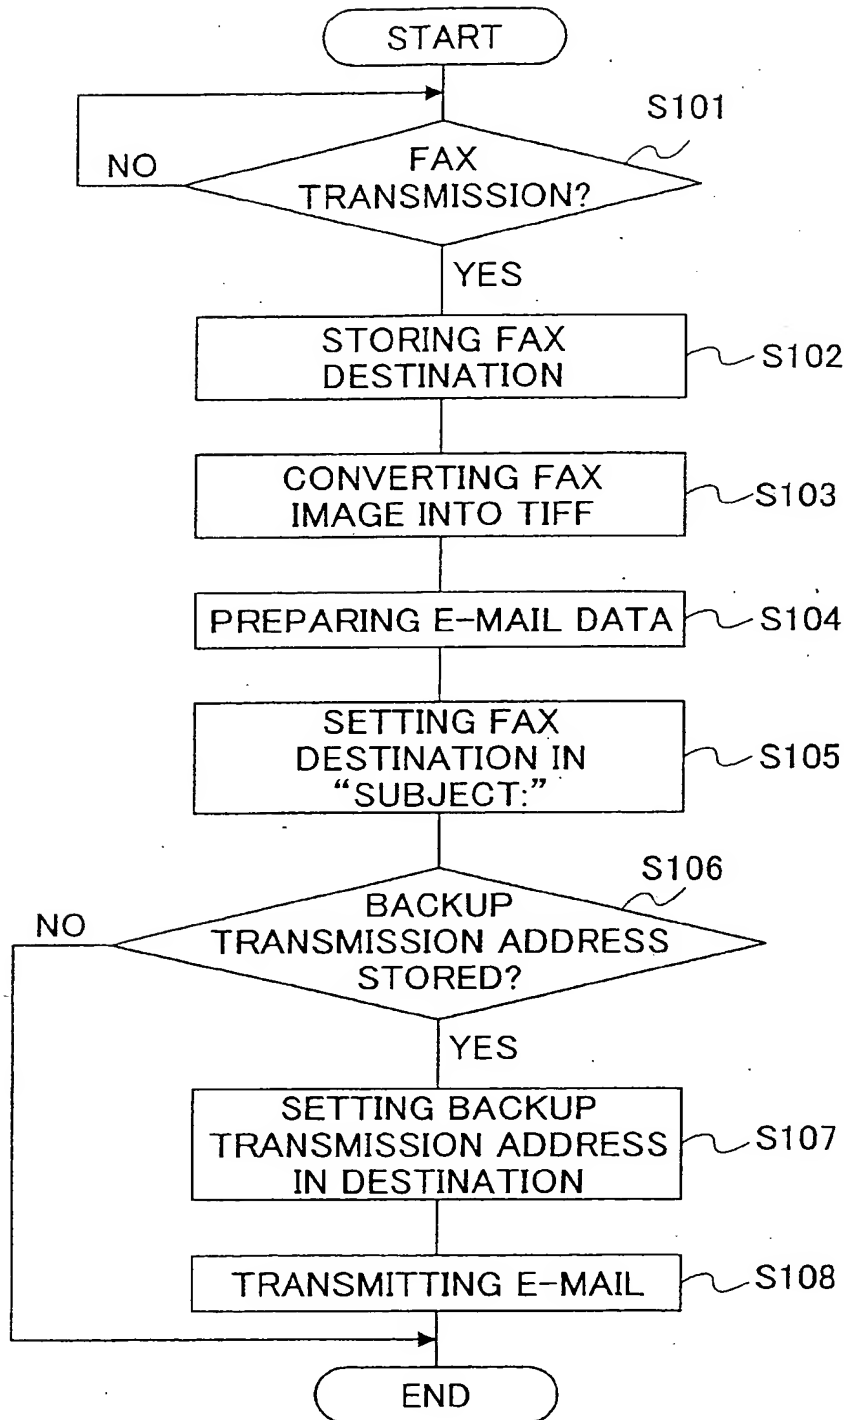 START
S101
FAX
TRANSMISSION?
NO
YES
STORING FAX
DESTINATION
S102
CONVERTING FAX
IMAGE INTO TIFF
S103
PREPARING E-MAIL DATA
S104
SETTING FAX
DESTINATION IN
“SUBJECT:”
S105
S106
BACKUP
TRANSMISSION ADDRESS
STORED?
NO
YES
SETTING BACKUP
TRANSMISSION ADDRESS
IN DESTINATION
S107
TRANSMITTING E-MAIL
S108
END